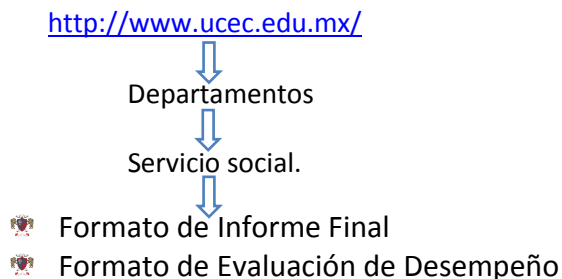 http://www.ucec.edu.mx/
Departamentos
Servicio social.
Formato de Informe Final
Formato de Evaluación de Desempeño